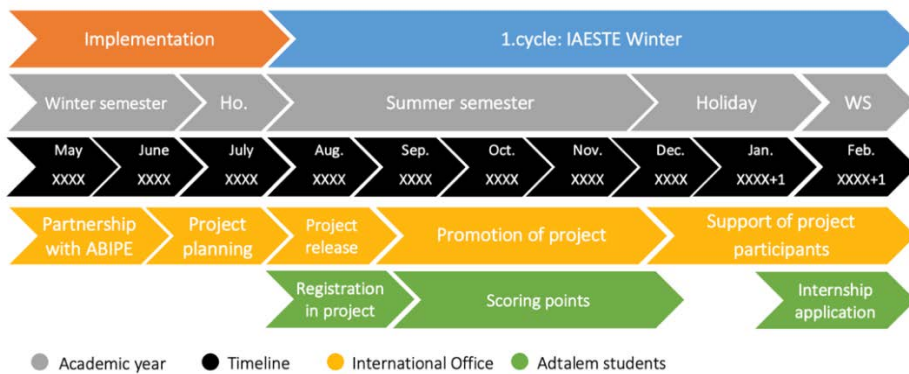 Implementation
1.cycle: IAESTE Winter
Winter semester
Ho.
Summer semester
Holiday
WS
May
XXXX
June
XXXX
July
XXXX
Aug.
XXXX
Sep.
XXXX
Oct.
XXXX
Nov.
XXXX
Dec.
XXXX
Jan.
XXXX+1
Feb.
XXXX+1
Partnership
with ABIPE
Project
planning
Project
release
Promotion of project
Support of project
participants
Registration
in project
Scoring points
Internship
application
Academic year
Timeline
International Office
Adtalem students